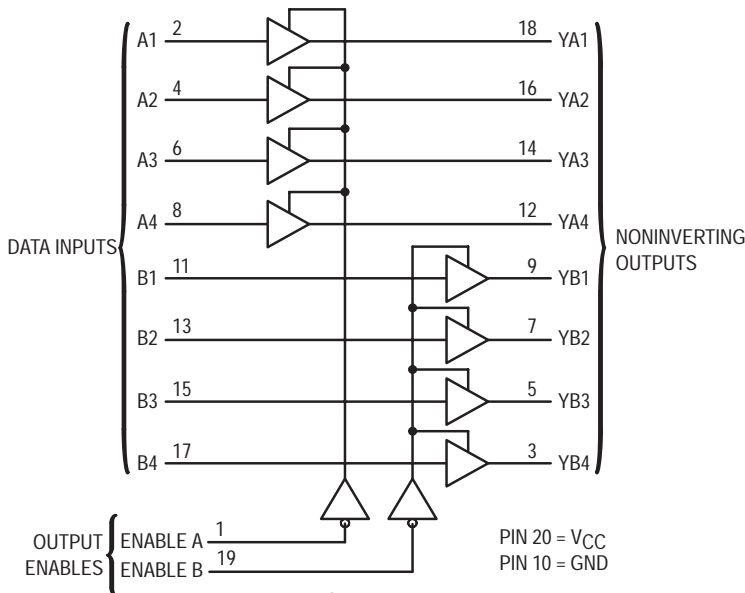 A1 2 18 YA1
A2 4 16 YA2
A3 6 14 YA3
A4 8 12 YA4
DATA INPUTS
NONINVERTING
OUTPUTS
B1 11 9 YB1
B2 13 7 YB2
B3 15 5 YB3
B4 17 3 YB4
OUTPUT
ENABLES
ENABLE A 1
ENABLE B 19
PIN 20 = VCC
PIN 10 = GND